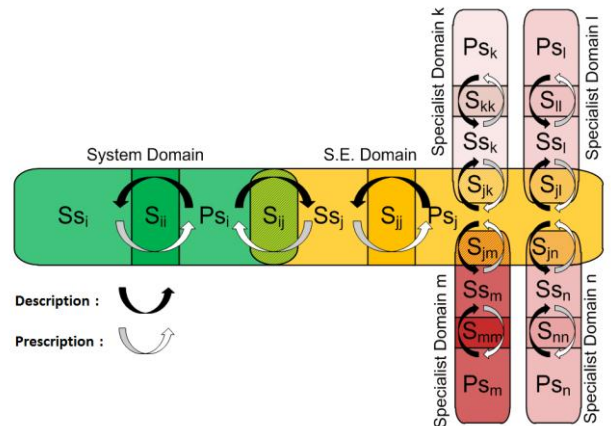 Specialist Domain k
Ps_k
S_kk
Ss_k
S_jk
Ps_l
S_ll
Ss_l
S_jl
Specialist Domain l
System Domain
S.E. Domain
Ss_i
S_ii
Ps_i
S_ij
Ss_j
S_jj
Ps_j
Description :
Prescription :
Specialist Domain m
S_jm
Ss_m
S_mm
Ps_m
S_jn
Ss_n
S_nn
Ps_n
Specialist Domain n